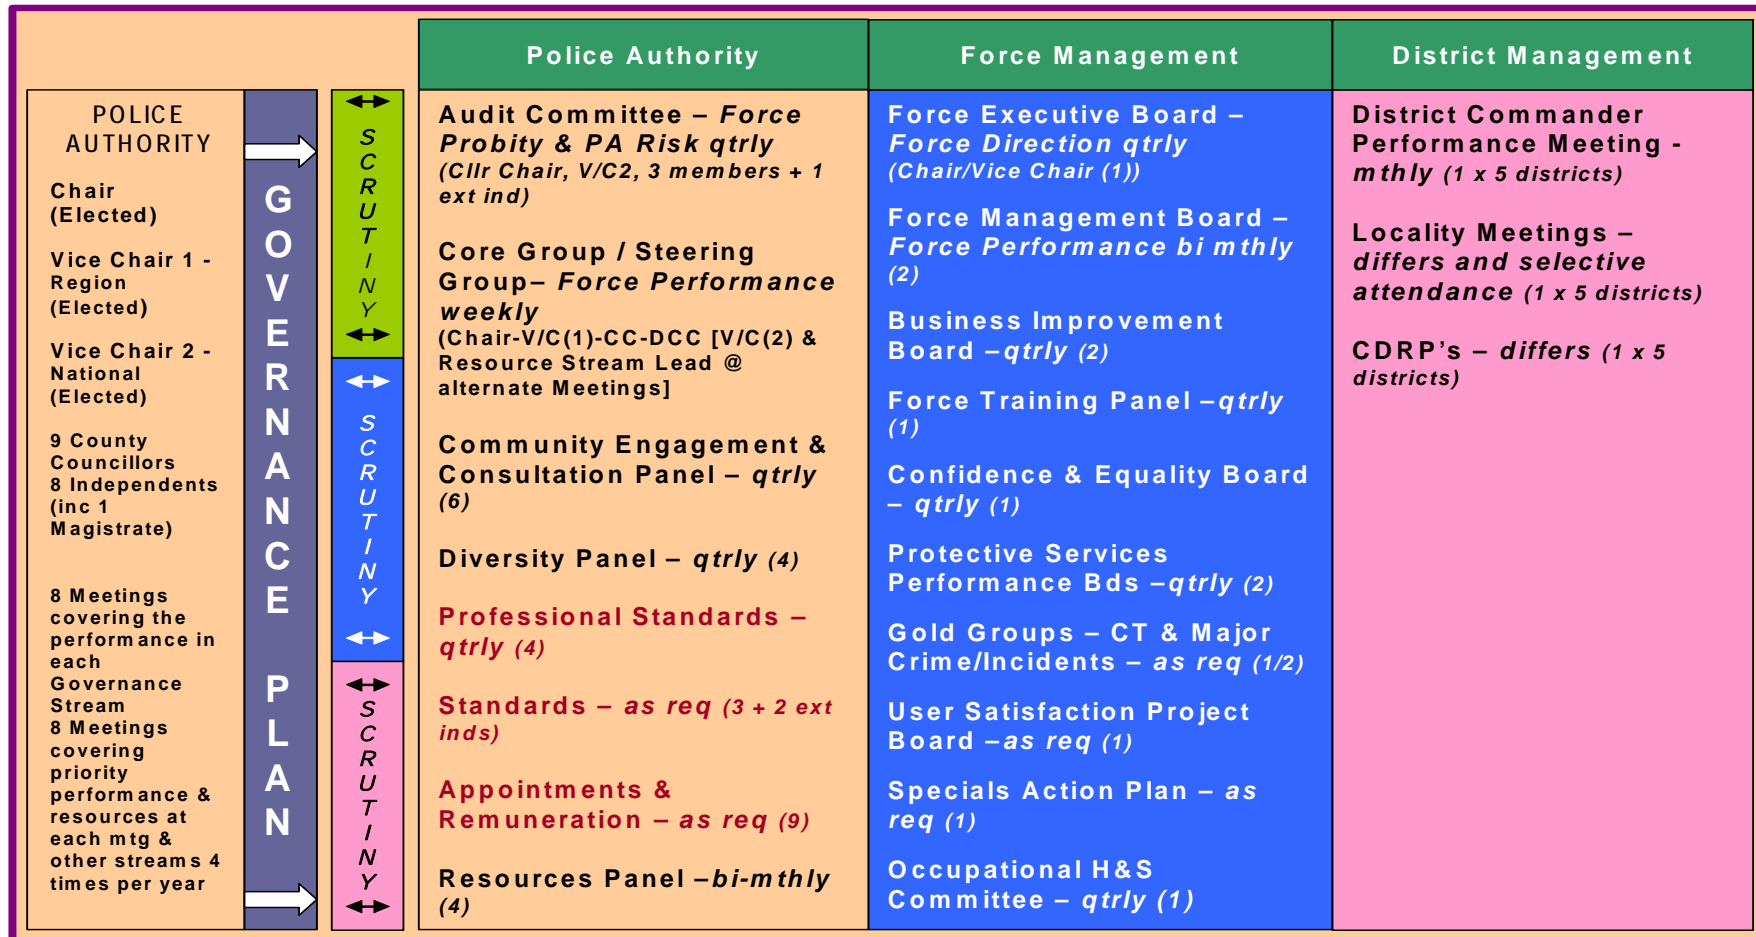 Police Authority
Force Management
District Management
POLICE
AUTHORITY
Chair
(Elected)
Vice Chair 1 -
Region
(Elected)
Vice Chair 2 -
National
(Elected)
9 County
Councillors
8 Independents
(inc 1
Magistrate)
8 Meetings
covering the
performance in
each
Governance
Stream
8 Meetings
covering
priority
performance &
resources at
each mtg &
other streams 4
times per year
GOVERNANCE PLAN
SCRUTINY
SCRUTINY
SCRUTINY
Audit Committee – Force
Probity & PA Risk qtrly
(Cllr Chair, V/C2, 3 members + 1
ext ind)
Core Group / Steering
Group– Force Performance
weekly
(Chair-V/C(1)-CC-DCC [V/C(2) &
Resource Stream Lead @
alternate Meetings]
Community Engagement &
Consultation Panel – qtrly
(6)
Diversity Panel – qtrly (4)
Professional Standards –
qtrly (4)
Standards – as req (3 + 2 ext
inds)
Appointments &
Remuneration – as req (9)
Resources Panel –bi-mthly
(4)
Force Executive Board –
Force Direction qtrly
(Chair/Vice Chair (1))
Force Management Board –
Force Performance bi mthly
(2)
Business Improvement
Board –qtrly (2)
Force Training Panel –qtrly
(1)
Confidence & Equality Board
– qtrly (1)
Protective Services
Performance Bds –qtrly (2)
Gold Groups – CT & Major
Crime/Incidents – as req (1/2)
User Satisfaction Project
Board –as req (1)
Specials Action Plan – as
req (1)
Occupational H&S
Committee – qtrly (1)
District Commander
Performance Meeting -
mthly (1 x 5 districts)
Locality Meetings –
differs and selective
attendance (1 x 5 districts)
CDRP's – differs (1 x 5
districts)